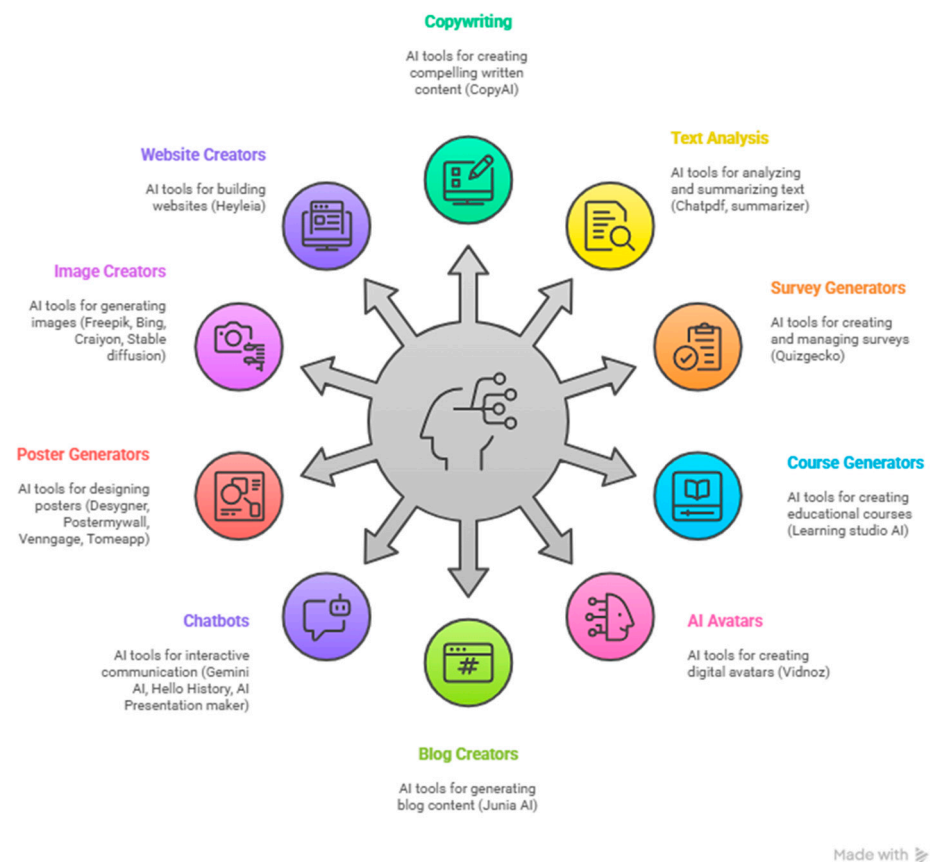 Copywriting
AI tools for creating
compelling written
content (CopyAI)
Text Analysis
AI tools for analyzing
and summarizing text
(Chatpdf, summarizer)
Website Creators
AI tools for building
websites (Heyleia)
Image Creators
AI tools for generating
images (Freepik, Bing,
Craiyon, Stable
diffusion)
Survey Generators
AI tools for creating
and managing surveys
(Quizgecko)
Poster Generators
AI tools for designing
posters (Desygner,
Postermywall,
Venngage, Tomeapp)
Course Generators
AI tools for creating
educational courses
(Learning studio AI)
Chatbots
AI tools for interactive
communication (Gemini
AI, Hello History, AI
Presentation maker)
AI Avatars
AI tools for creating
digital avatars (Vidnoz)
#
Blog Creators
AI tools for generating
blog content (Junia AI)
Made with